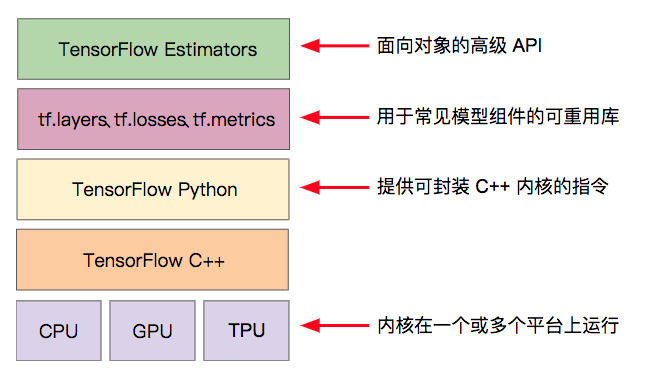 TensorFlow Estimators
面向对象的高级 API
tf.layers、tf.losses、tf.metrics
用于常见模型组件的可重用库
TensorFlow Python
提供可封装 C++ 内核的指令
TensorFlow C++
CPU
GPU
TPU
内核在一个或多个平台上运行